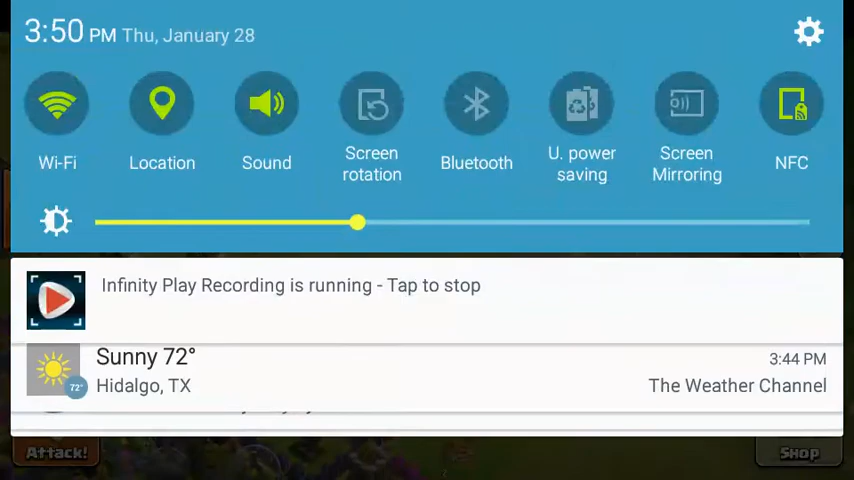 3:50 PM Thu, January 28
Wi-Fi
Location
Sound
Screen
rotation
Bluetooth
U. power
saving
Screen
Mirroring
NFC
Infinity Play Recording is running - Tap to stop
Sunny 72°
3:44 PM
72°
Hidalgo, TX
The Weather Channel
Attack!
Shop